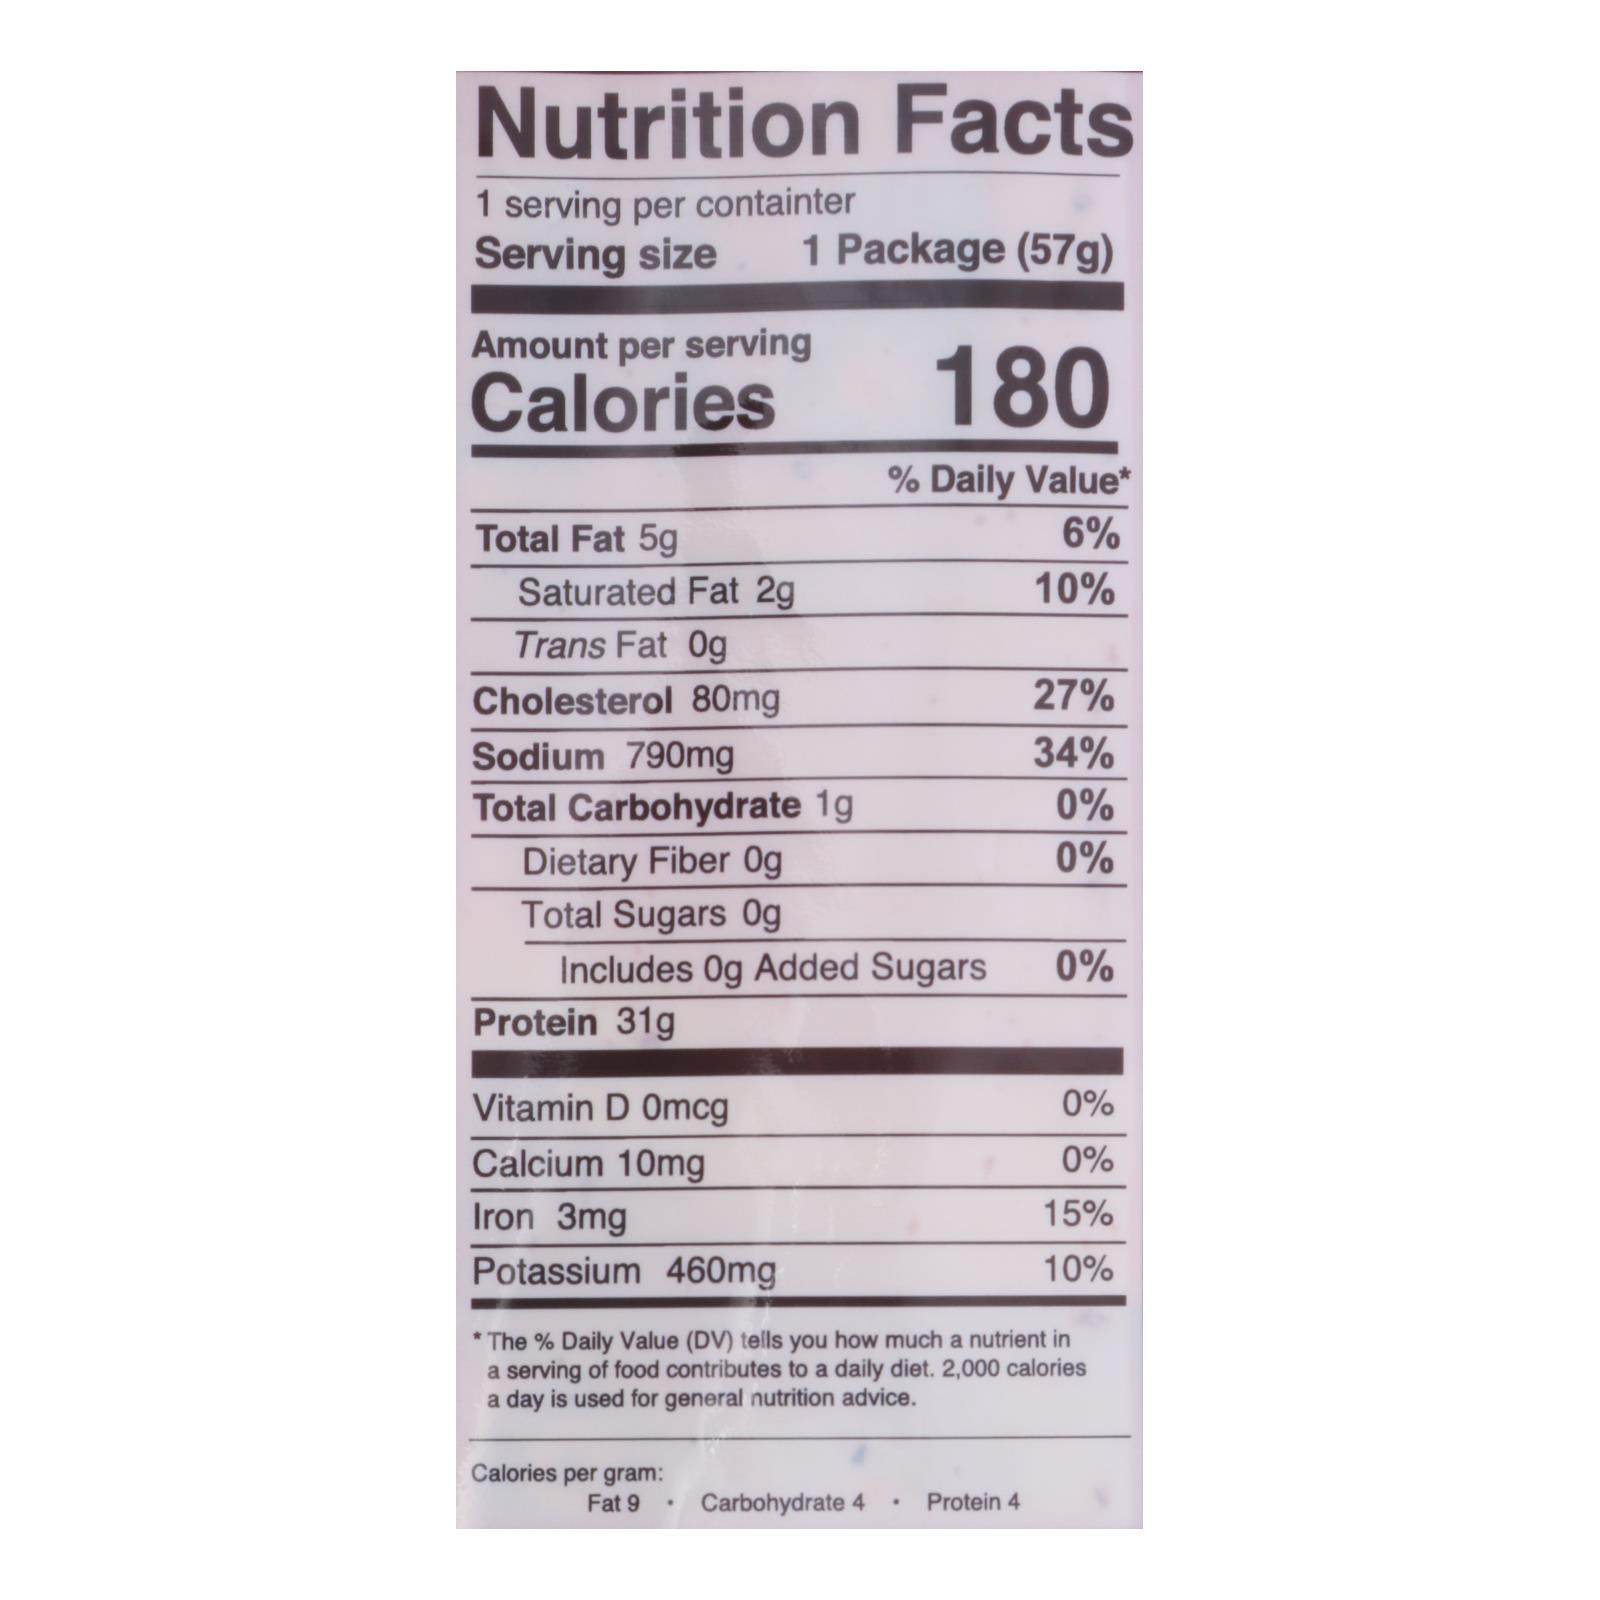 Nutrition Facts
1 serving per containter
Serving size 1 Package (57g)
Amount per serving
Calories 180
% Daily Value*
Total Fat 5g 6%
Saturated Fat 2g 10%
Trans Fat 0g
Cholesterol 80mg 27%
Sodium 790mg 34%
Total Carbohydrate 1g 0%
Dietary Fiber 0g 0%
Total Sugars 0g
Includes 0g Added Sugars 0%
Protein 31g
Vitamin D 0mcg 0%
Calcium 10mg 0%
Iron 3mg 15%
Potassium 460mg 10%
* The % Daily Value (DV) tells you how much a nutrient in
a serving of food contributes to a daily diet. 2,000 calories
a day is used for general nutrition advice.
Calories per gram:
Fat 9 • Carbohydrate 4 • Protein 4